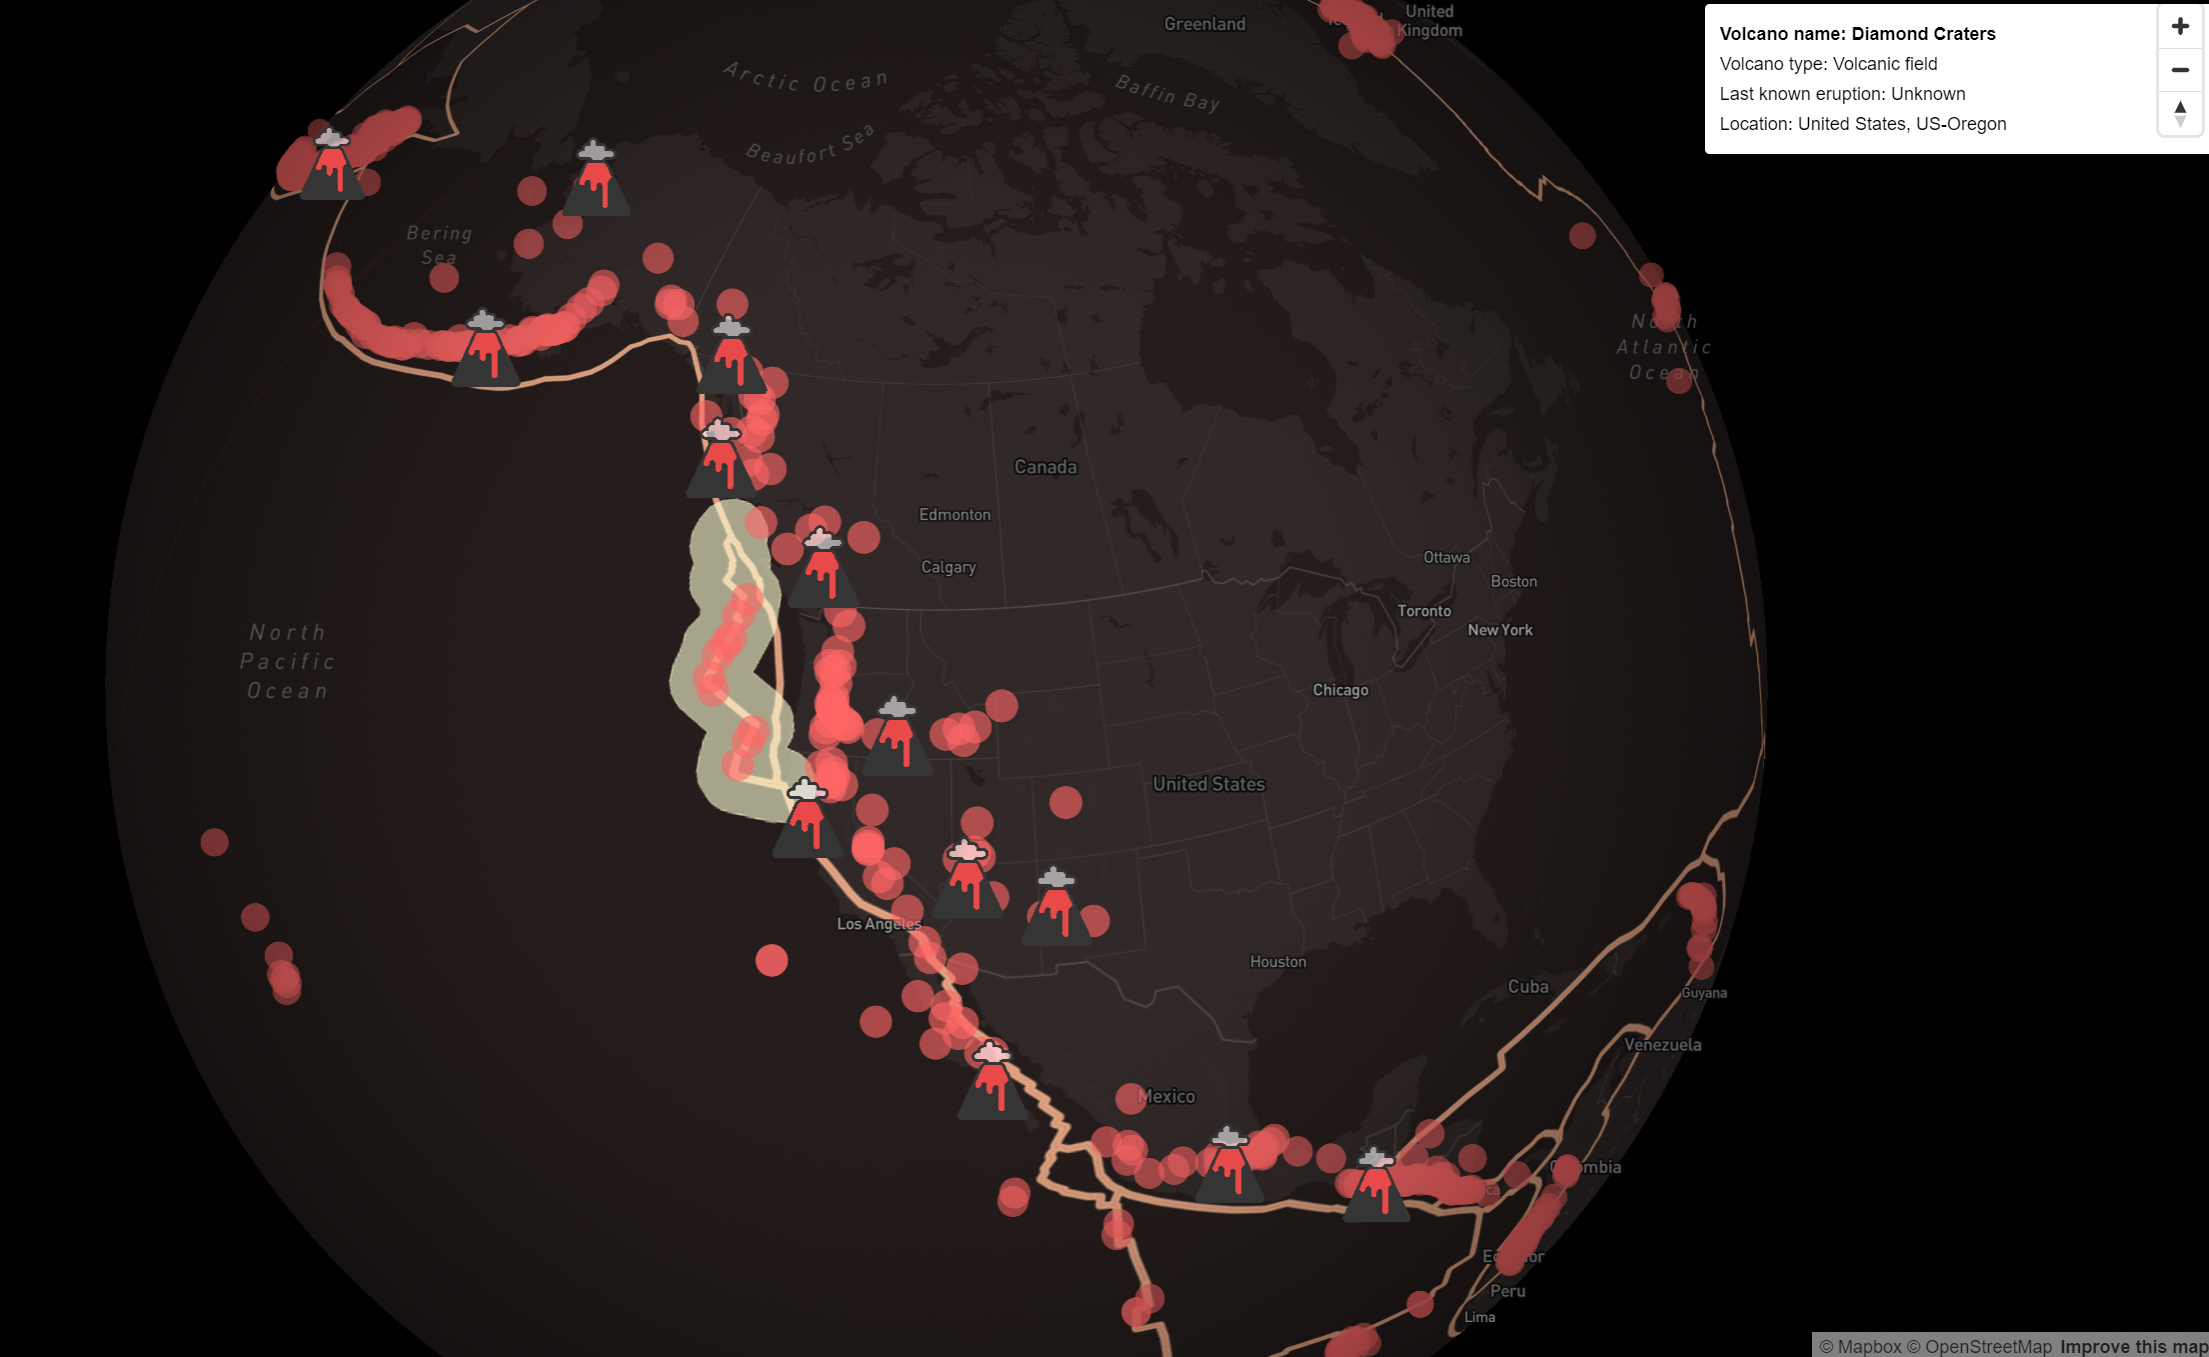 Greenland
United
Kingdom
Volcano name: Diamond Craters
Volcano type: Volcanic field
Last known eruption: Unknown
Location: United States, US-Oregon
Arctic Ocean
Baffin Bay
Beaufort Sea
Bering
Sea
North
Atlantic
Ocean
Canada
Edmonton
Calgary
Ottawa
Boston
Toronto
New York
North
Pacific
Ocean
Chicago
United States
Los Angeles
Houston
Cuba
Guyana
Venezuela
Mexico
Peru
Lima
© Mapbox © OpenStreetMap Improve this map